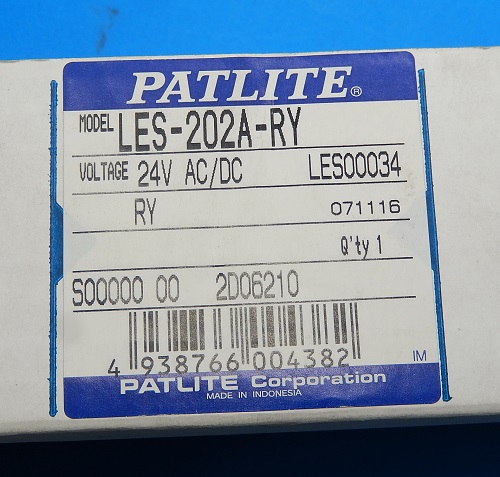 PATLITE®
MODEL LES-202A-RY
VOLTAGE 24V AC/DC LES00034
RY 071116
Q'ty 1
S00000 00 2D06210
4 938766 004382
IM
PATLITE Corporation
MADE IN INDONESIA